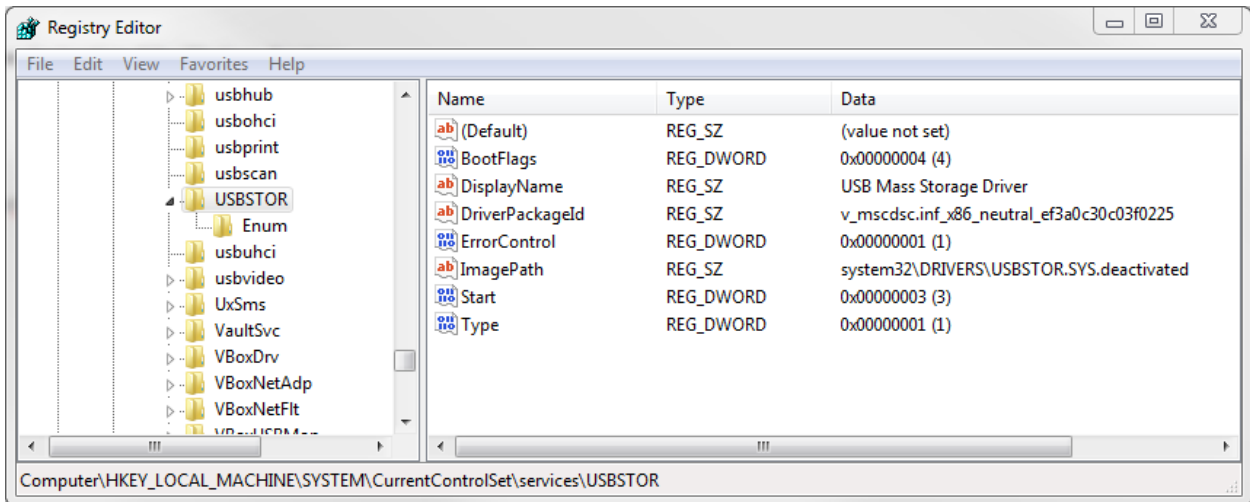 Registry Editor
File Edit View Favorites Help
usbhub
usbohci
usbprint
usbscan
USBSTOR
Enum
usbuhci
usbvideo
UxSms
VaultSvc
VBoxDrv
VBoxNetAdp
VBoxNetFlt
VBoxUSBMon
Name Type Data
(Default) REG_SZ (value not set)
BootFlags REG_DWORD 0x00000004 (4)
DisplayName REG_SZ USB Mass Storage Driver
DriverPackageId REG_SZ v_mscdsc.inf_x86_neutral_ef3a0c30c03f0225
ErrorControl REG_DWORD 0x00000001 (1)
ImagePath REG_SZ system32\DRIVERS\USBSTOR.SYS.deactivated
Start REG_DWORD 0x00000003 (3)
Type REG_DWORD 0x00000001 (1)
Computer\HKEY_LOCAL_MACHINE\SYSTEM\CurrentControlSet\services\USBSTOR